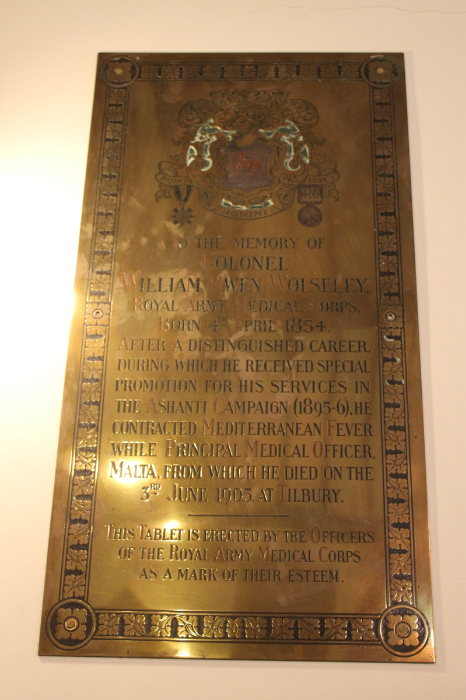 TO THE MEMORY OF
COLONEL
WILLIAM EWEN WOLSELEY,
ROYAL ARMY MEDICAL CORPS,
BORN 4TH APRIL 1854.
AFTER A DISTINGUISHED CAREER,
DURING WHICH HE RECEIVED SPECIAL
PROMOTION FOR HIS SERVICES IN
THE ASHANTI CAMPAIGN (1895-6), HE
CONTRACTED MEDITERRANEAN FEVER
WHILE PRINCIPAL MEDICAL OFFICER,
MALTA, FROM WHICH HE DIED ON THE
3RD JUNE 1905, AT TILBURY.
THIS TABLET IS ERECTED BY THE OFFICERS
OF THE ROYAL ARMY MEDICAL CORPS
AS A MARK OF THEIR ESTEEM.